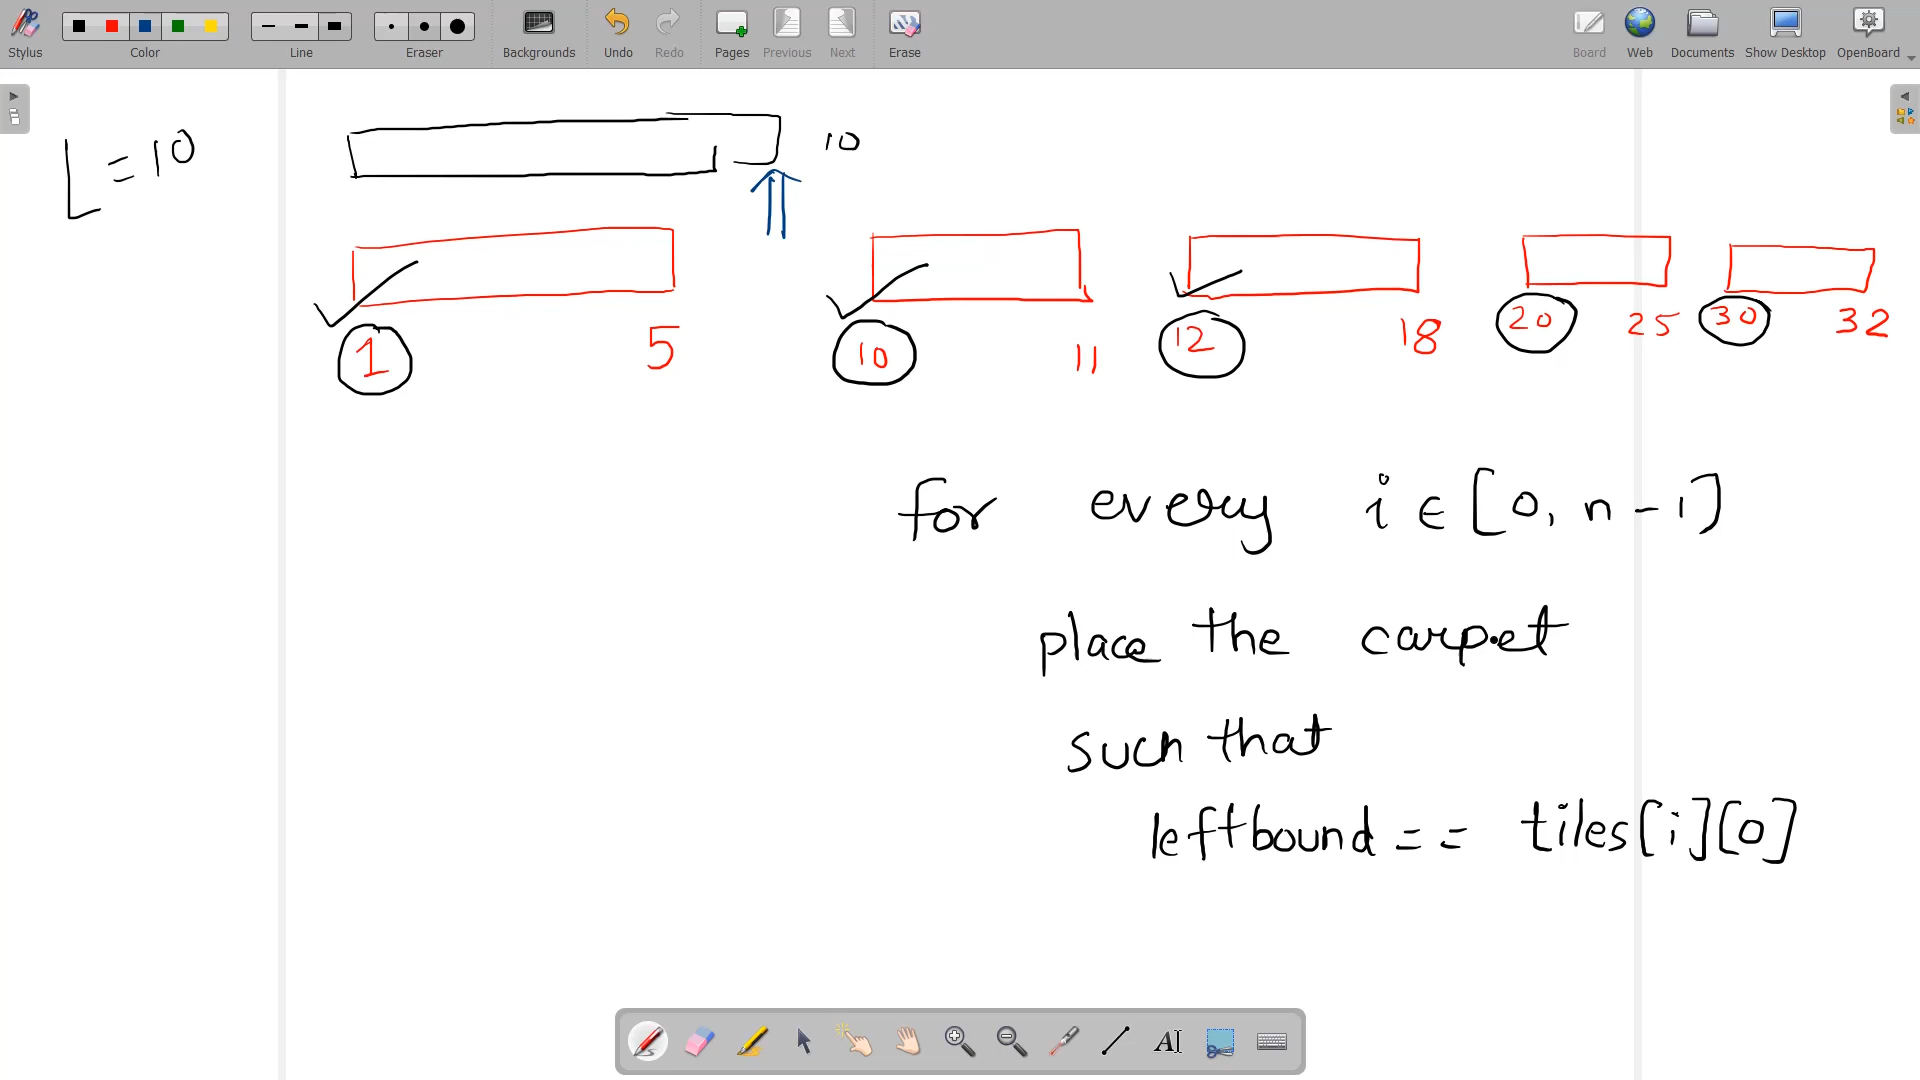 Stylus Color Line Eraser Backgrounds Undo Redo Pages Previous Next Erase Board Web Documents Show Desktop OpenBoard
L = 10
10
1 5 10 11 12 18 20 25 30 32
for every i ∈ [0, n - 1]
place the carpet
such that
leftbound == tiles[i][0]